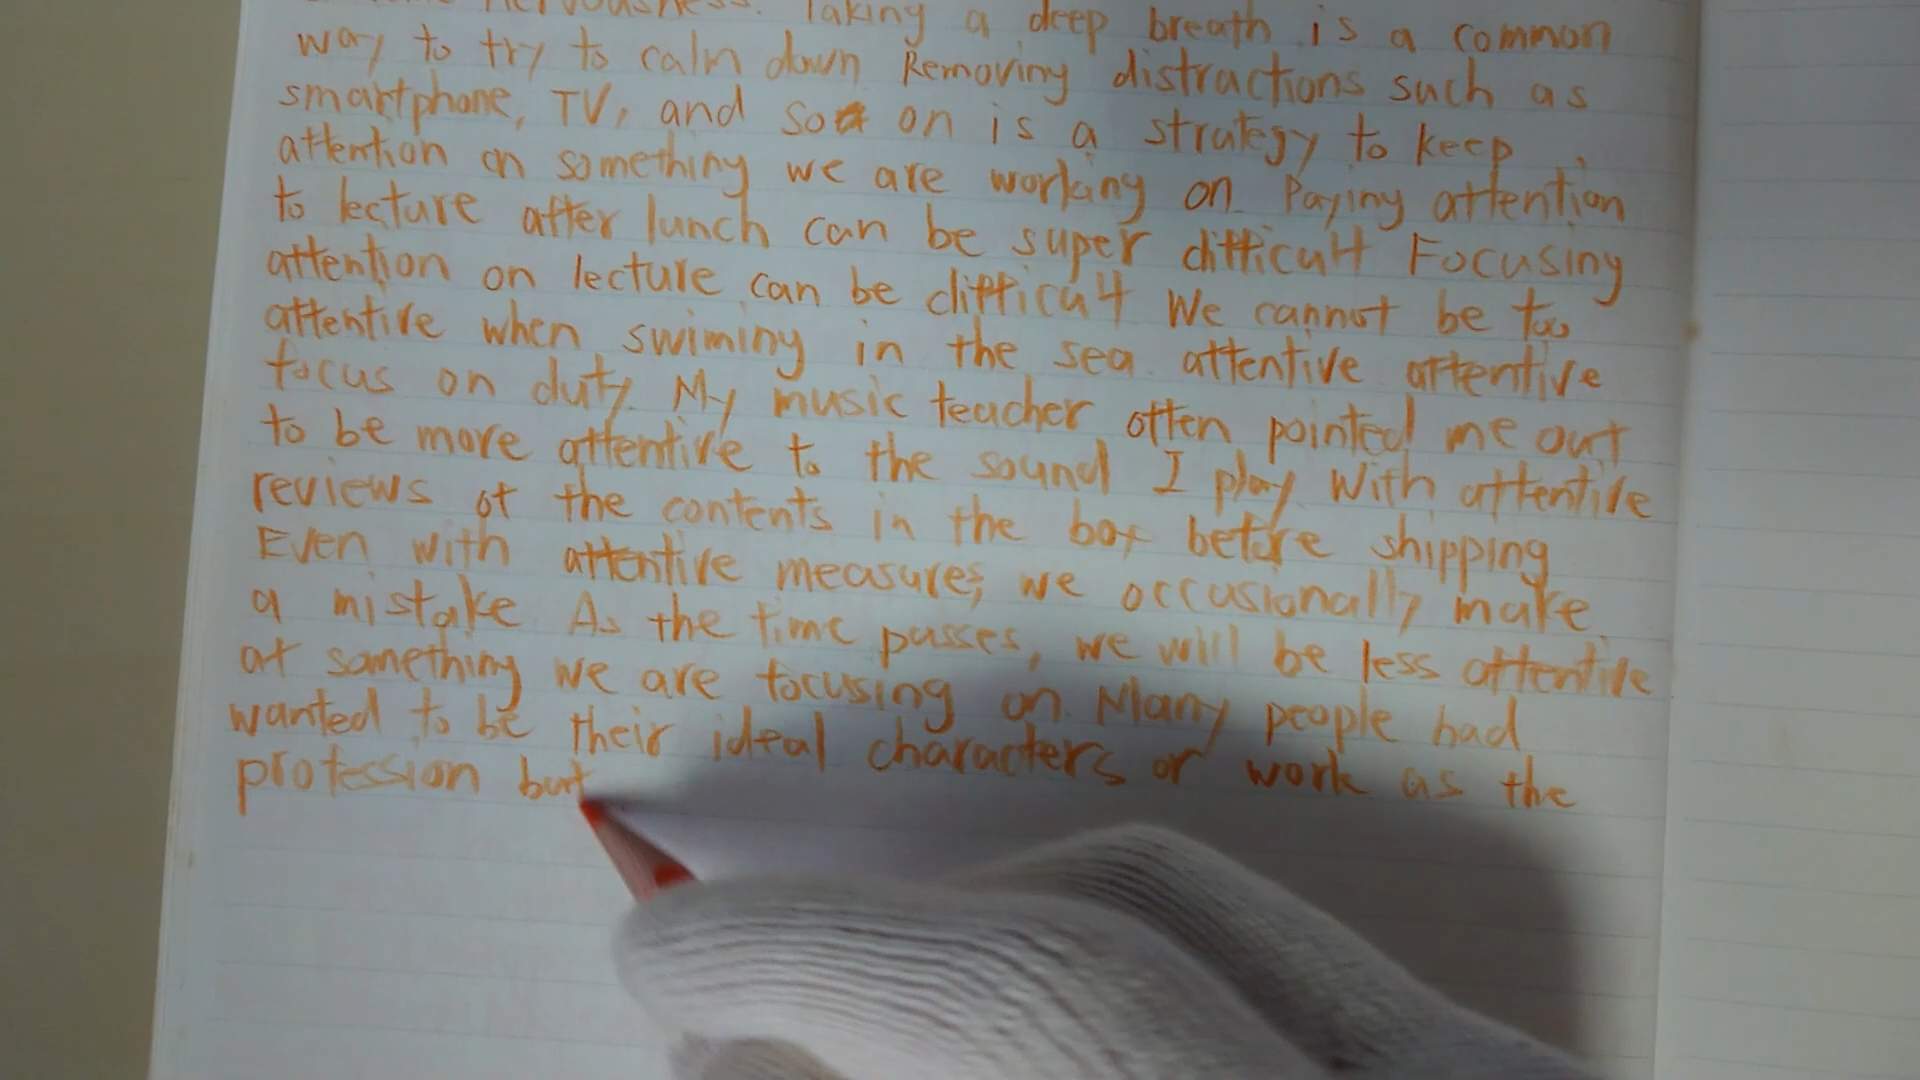 nervousness. Taking a deep breath is a common
way to try to calm down Removing distractions such as
smartphone, TV, and so on is a strategy to keep
attention on something we are working on. Paying attention
to lecture after lunch can be super difficult Focusing
attention on lecture can be difficult We cannot be too
attentive when swiminy in the sea. attentive attentive
focus on duty. My music teacher often pointed me out
to be more attentive to the sound I play With attentive
reviews of the contents in the box before shipping
Even with attentive measures, we occusionally make
a mistake. As the time passes, we will be less attentive
at something we are focusing on. Many people had
wanted to be their ideal characters or work as the
profession but